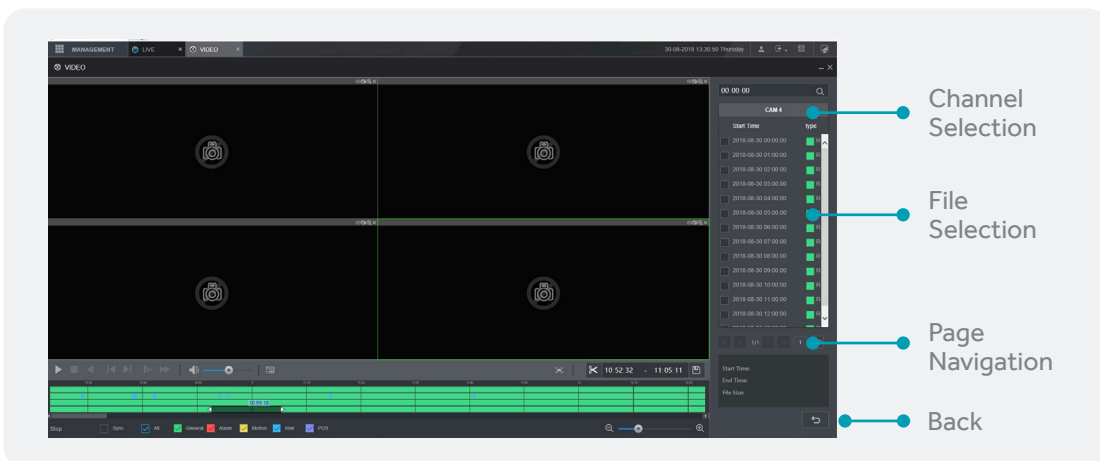 MANAGEMENT LIVE × VIDEO × 30-08-2018 13:30:50 Thursday
VIDEO
00:00:00
CAM 4
Start Time type
2018-08-30 00:00:00 R
2018-08-30 01:00:00 R
2018-08-30 02:00:00 R
2018-08-30 03:00:00 R
2018-08-30 04:00:00 R
2018-08-30 05:00:00 R
2018-08-30 06:00:00 R
2018-08-30 07:00:00 R
2018-08-30 08:00:00 R
2018-08-30 09:00:00 R
2018-08-30 10:00:00 R
2018-08-30 11:00:00 R
2018-08-30 12:00:00 R
1/1 1
10:52:32 - 11:05:11
10:59:18
Start Time:
End Time:
File Size:
Stop Sync All General Alarm Motion Intel POS
Channel
Selection
File
Selection
Page
Navigation
Back